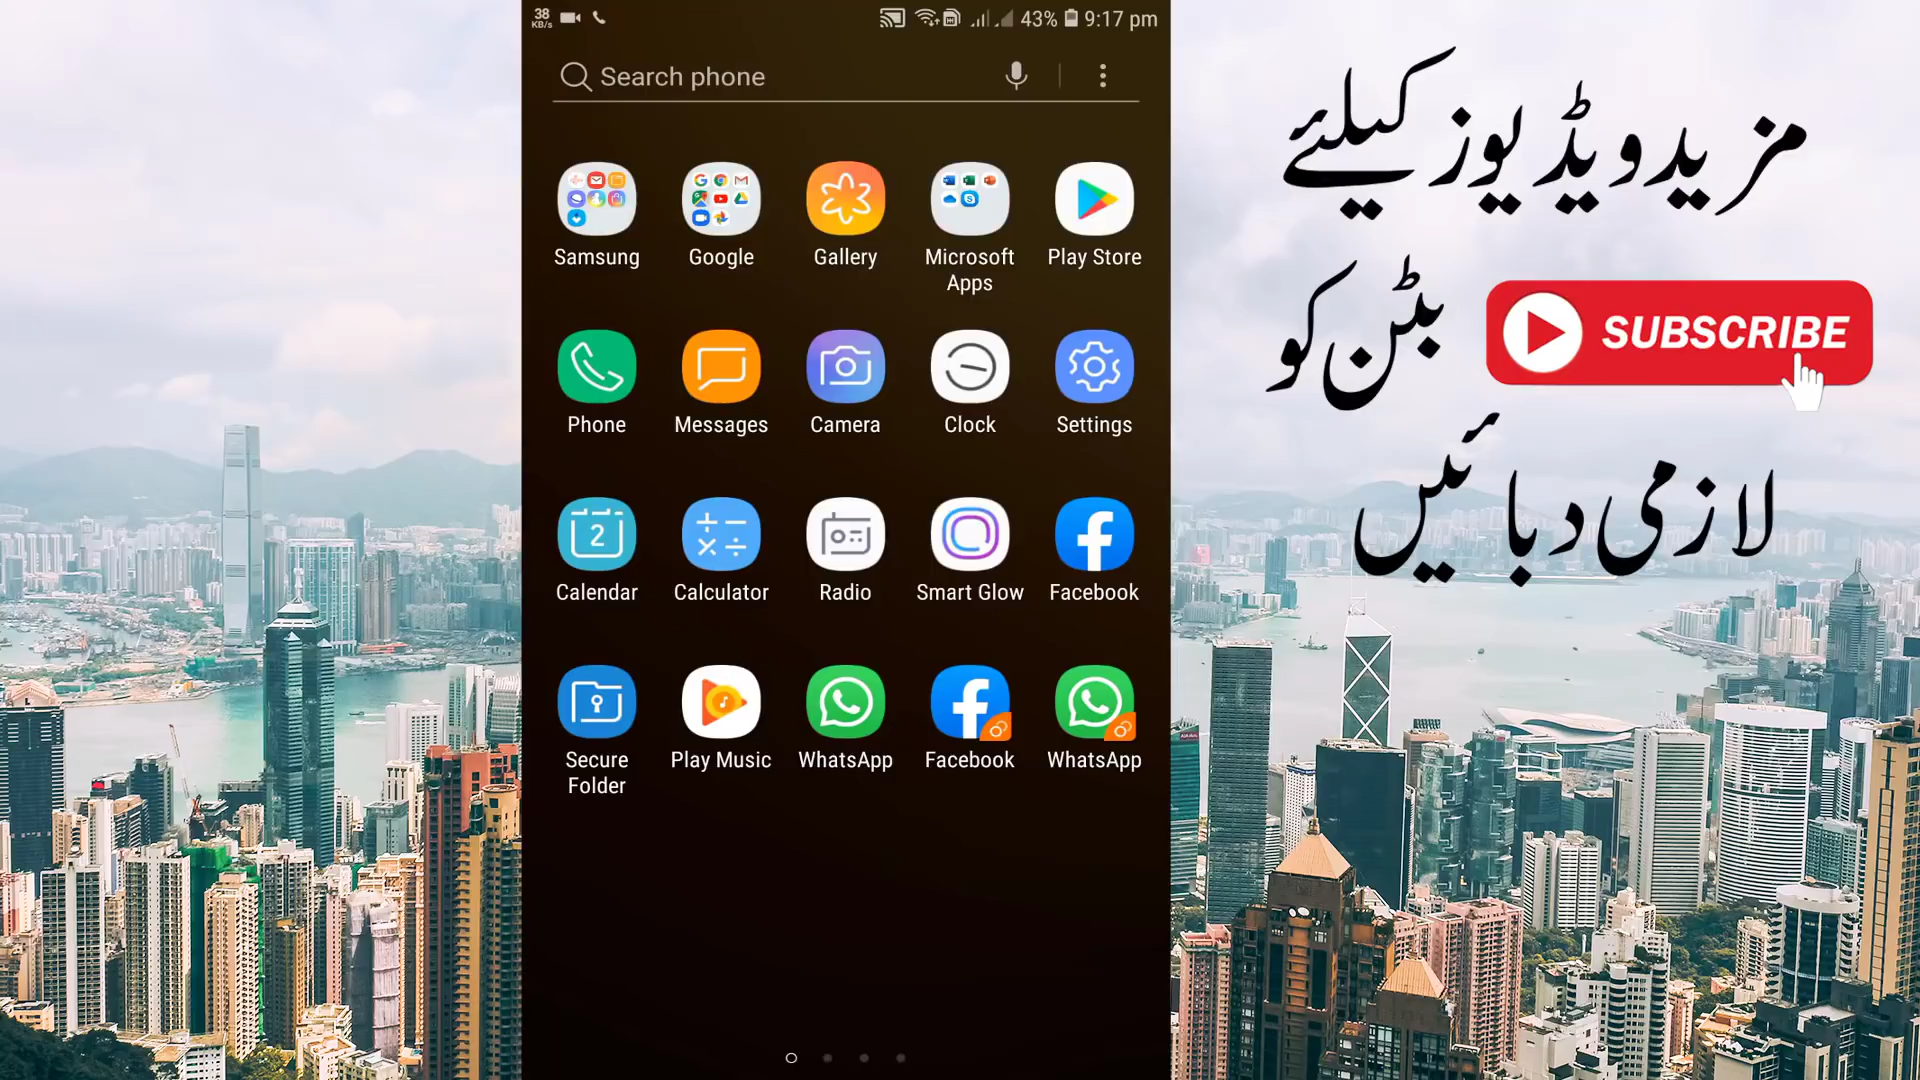 38
KB/s
43% 9:17 pm
Search phone
Samsung Google Gallery Microsoft Apps Play Store
Phone Messages Camera Clock Settings
2
Calendar Calculator Radio Smart Glow Facebook
Secure Folder Play Music WhatsApp Facebook WhatsApp
مزید ویڈیوز کیلئے
SUBSCRIBE بٹن کو
لازمی دبائیں